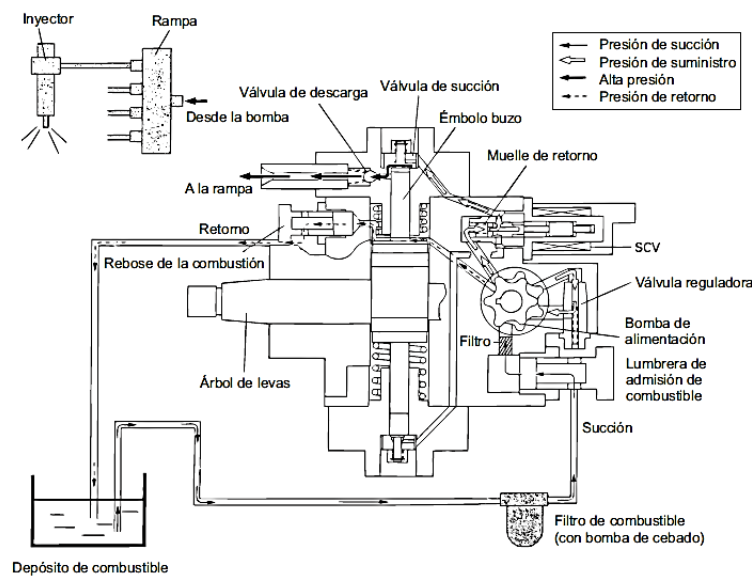 Inyector
Rampa
Desde la bomba
Presión de succión
Presión de suministro
Alta presión
Presión de retorno
Válvula de descarga
Válvula de succión
Émbolo buzo
Muelle de retorno
A la rampa
Retorno
Rebose de la combustión
SCV
Válvula reguladora
Bomba de
alimentación
Filtro
Árbol de levas
Lumbrera de
admisión de
combustible
Succión
Filtro de combustible
(con bomba de cebado)
Depósito de combustible